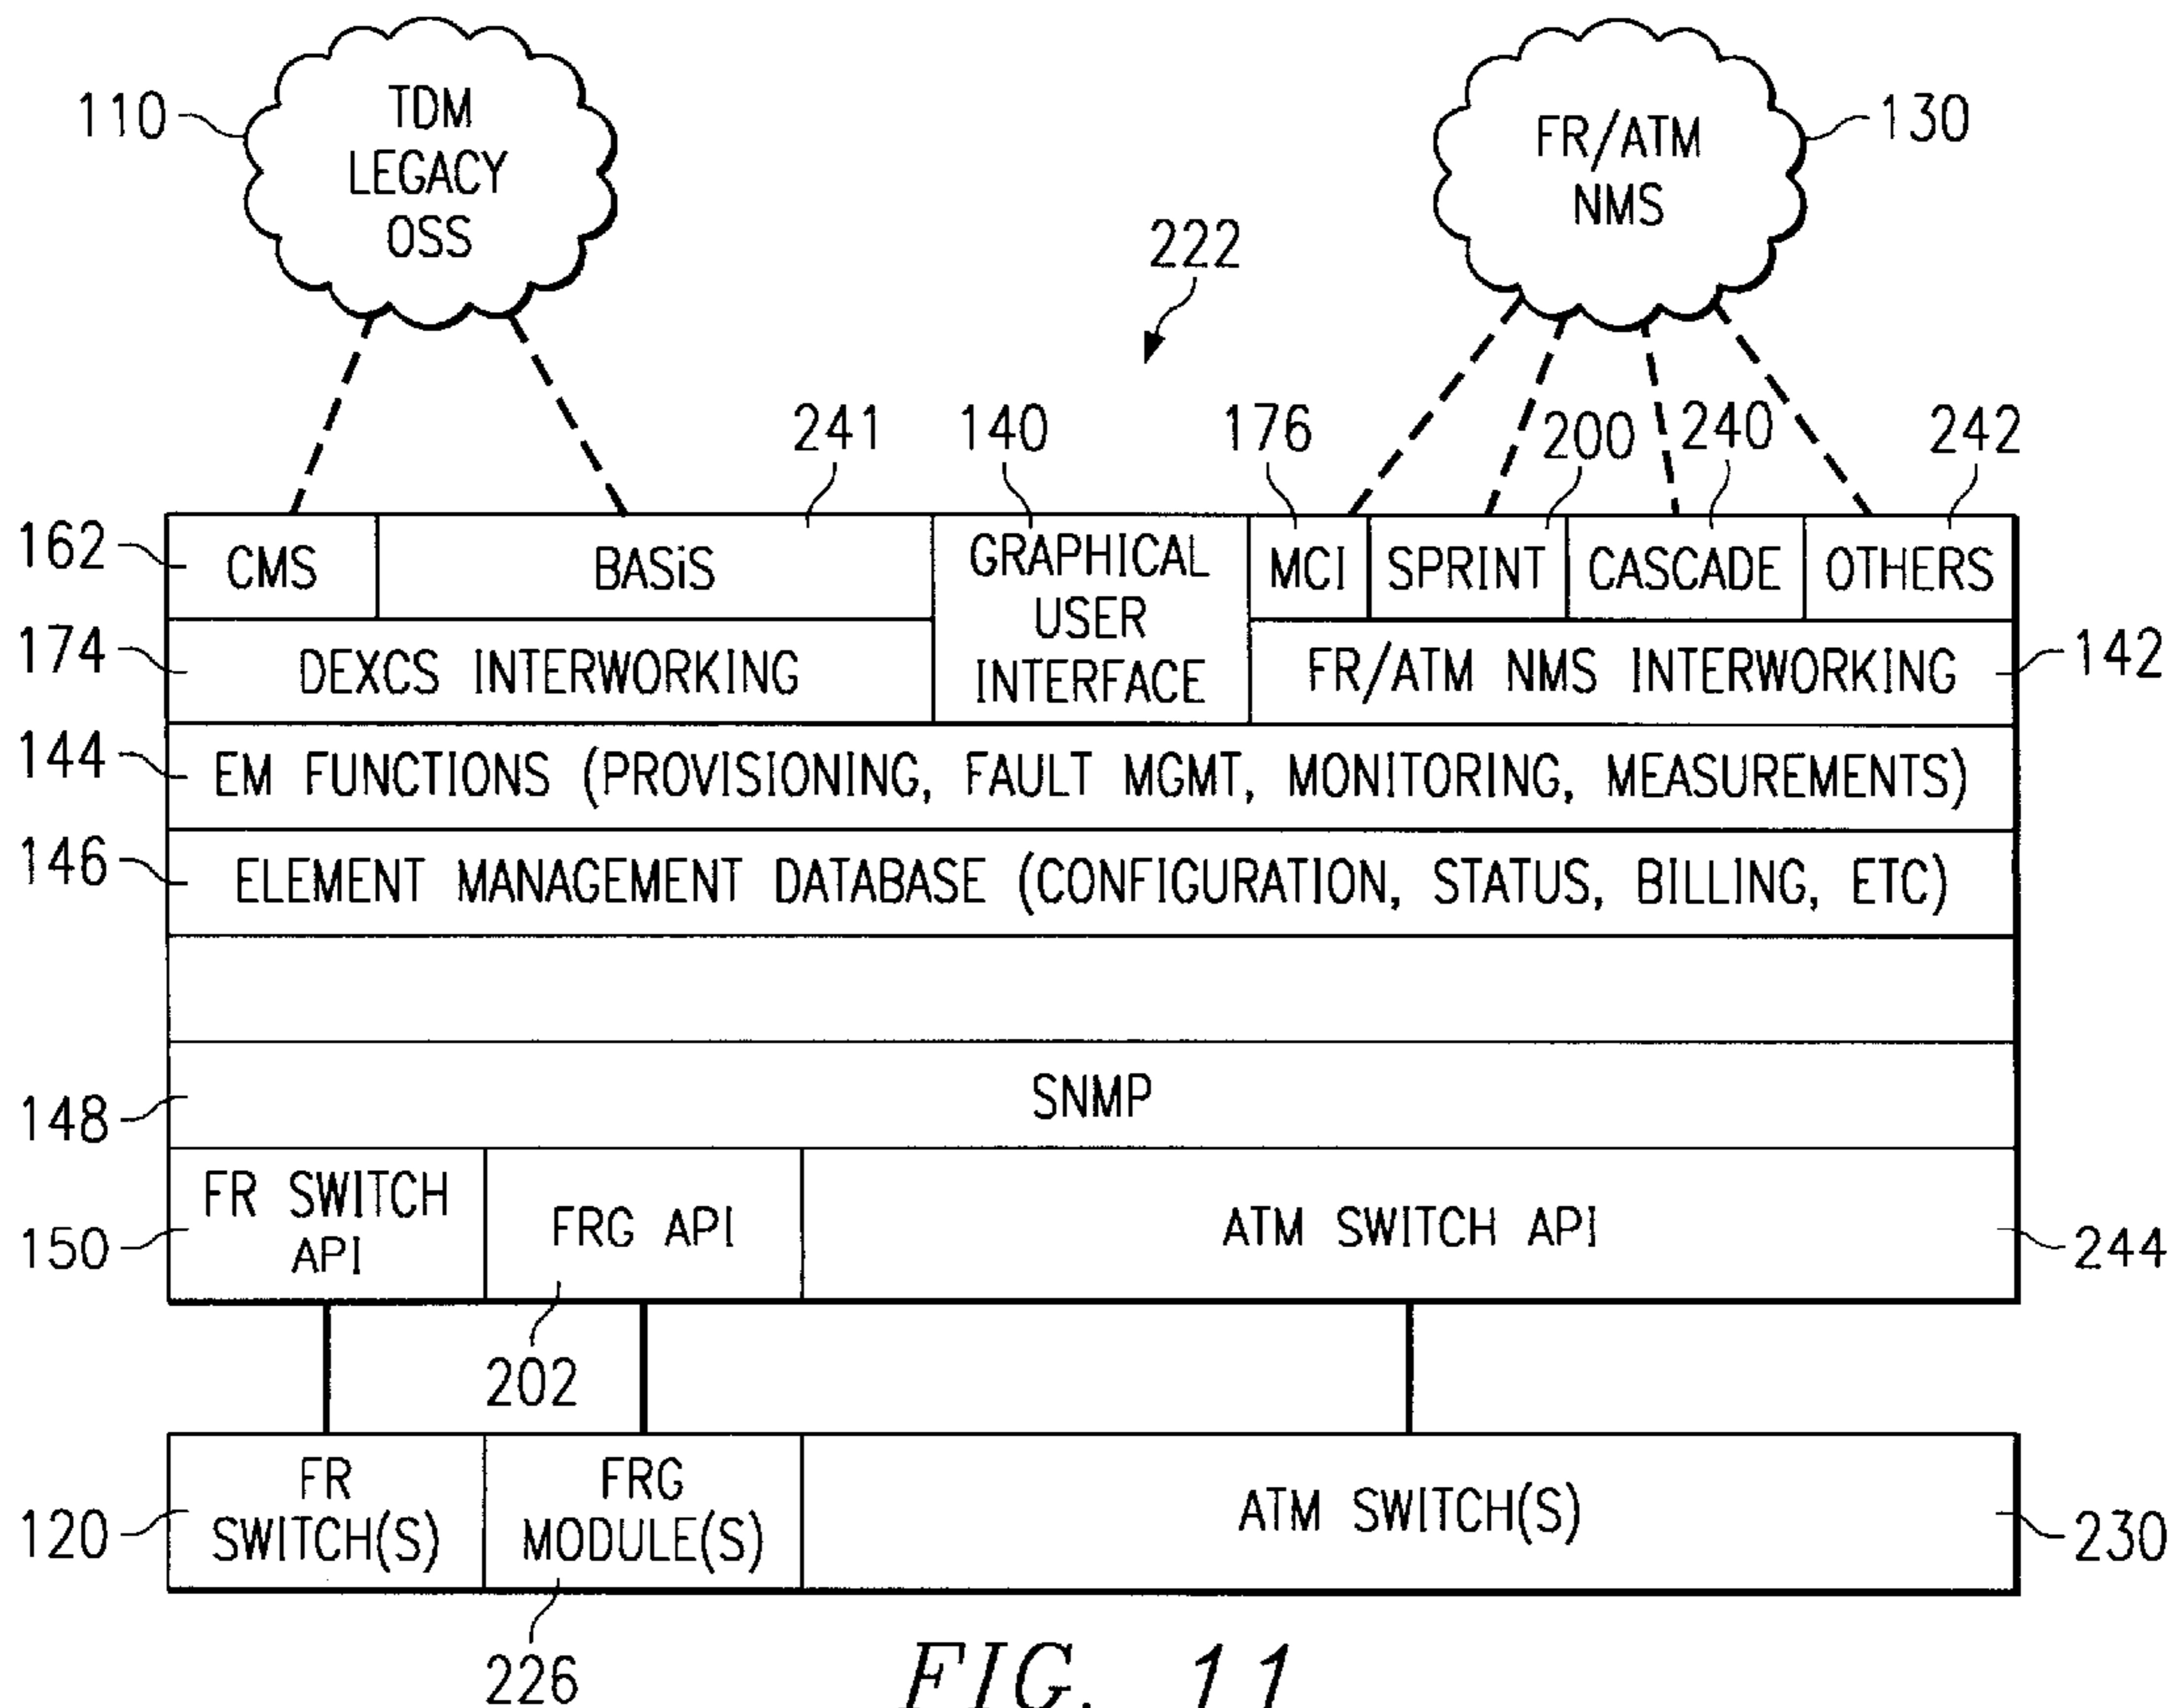 110
TDM
LEGACY
OSS
FR/ATM
NMS
130
222
241
140
176
200
240
242
162
CMS
BASiS
GRAPHICAL
USER
INTERFACE
MCI
SPRINT
CASCADE
OTHERS
174
DEXCS INTERWORKING
FR/ATM NMS INTERWORKING
142
144
EM FUNCTIONS (PROVISIONING, FAULT MGMT, MONITORING, MEASUREMENTS)
146
ELEMENT MANAGEMENT DATABASE (CONFIGURATION, STATUS, BILLING, ETC)
148
SNMP
150
FR SWITCH
API
FRG API
ATM SWITCH API
244
202
120
FR
SWITCH(S)
FRG
MODULE(S)
ATM SWITCH(S)
230
226
FIG. 11